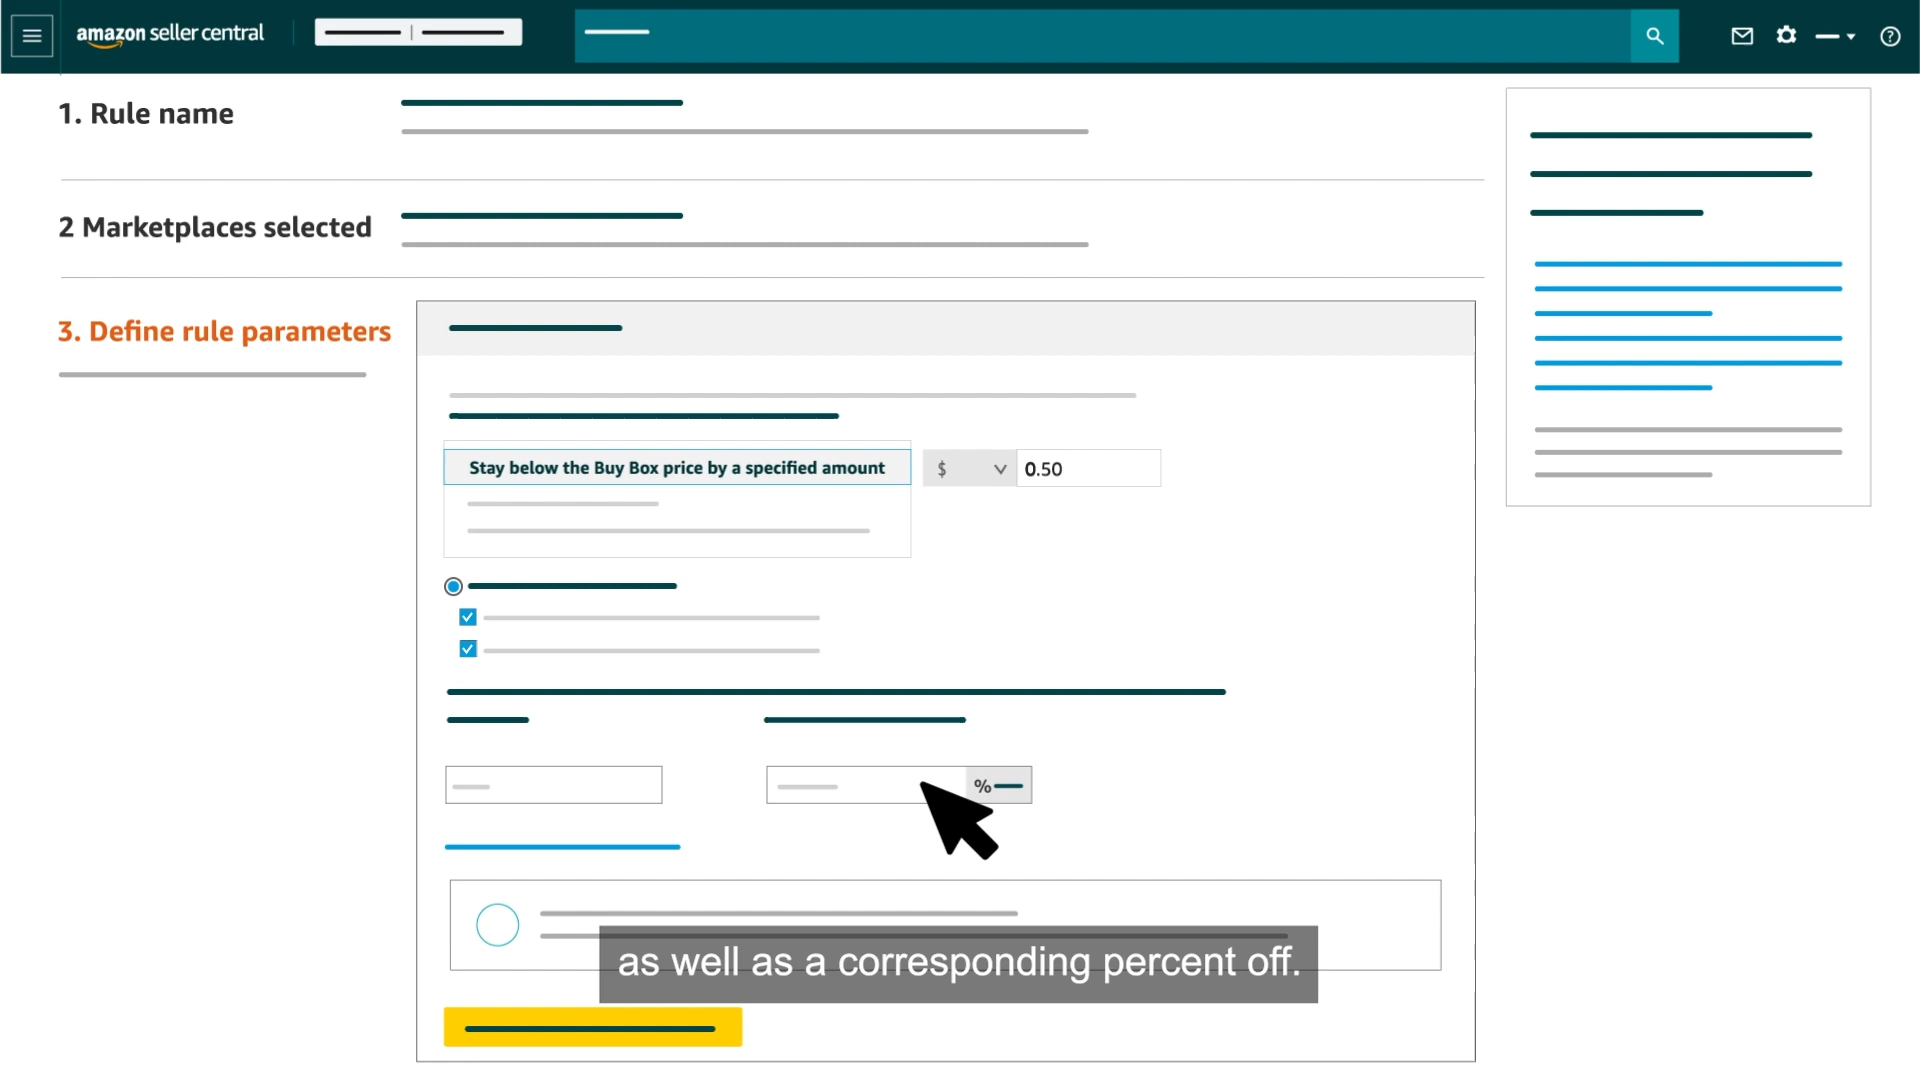 amazon seller central
1. Rule name
2 Marketplaces selected
3. Define rule parameters
Stay below the Buy Box price by a specified amount
$
0.50
%
as well as a corresponding percent off.